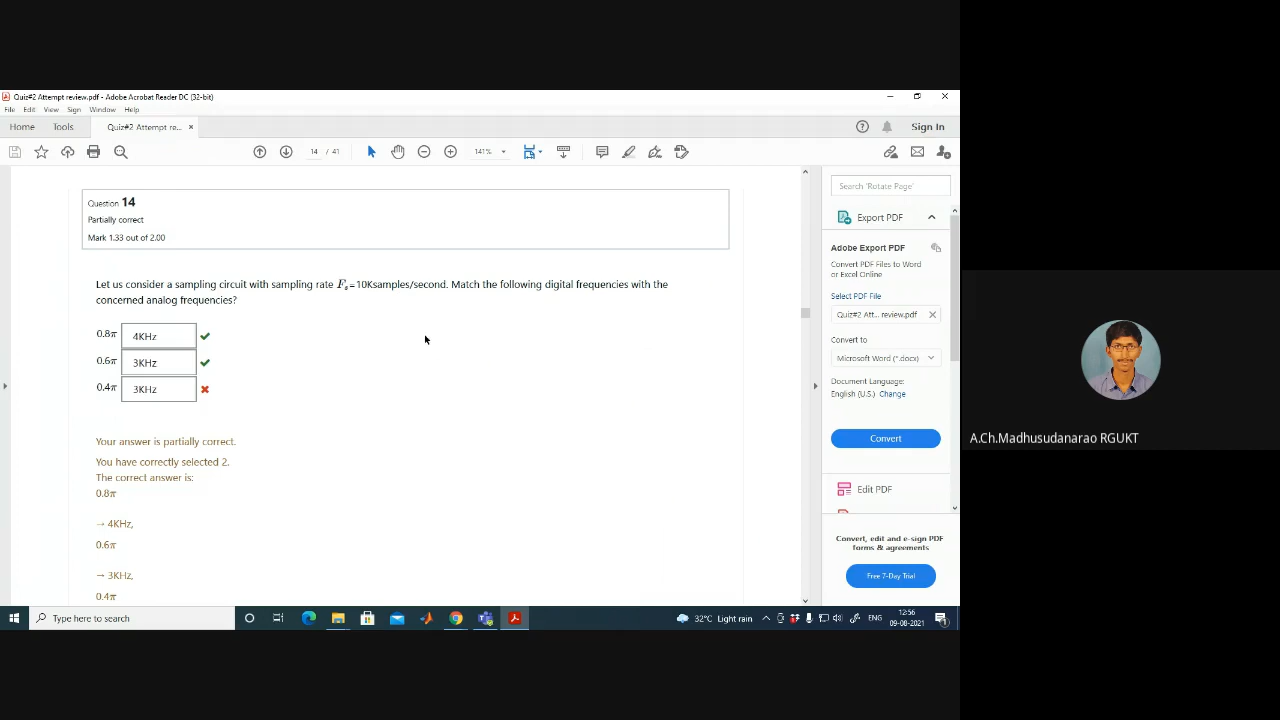 Quiz#2 Attempt review.pdf - Adobe Acrobat Reader DC (32-bit)
File Edit View Sign Window Help
Home Tools Quiz#2 Attempt re... × Sign In
14 / 41 141%
Question 14
Partially correct
Mark 1.33 out of 2.00
Let us consider a sampling circuit with sampling rate Fs=10Ksamples/second. Match the following digital frequencies with the
concerned analog frequencies?
0.8π 4KHz ✔
0.6π 3KHz ✔
0.4π 3KHz ✖
Your answer is partially correct.
You have correctly selected 2.
The correct answer is:
0.8π
→ 4KHz,
0.6π
→ 3KHz,
0.4π
Search 'Rotate Page'
Export PDF
Adobe Export PDF
Convert PDF Files to Word
or Excel Online
Select PDF File
Quiz#2 Att... review.pdf
Convert to
Microsoft Word (*.docx)
Document Language:
English (U.S.) Change
Convert
Edit PDF
Convert, edit and e-sign PDF
forms & agreements
Free 7-Day Trial
A.Ch.Madhusudanarao RGUKT
Type here to search
32°C Light rain
ENG
12:56
09-08-2021